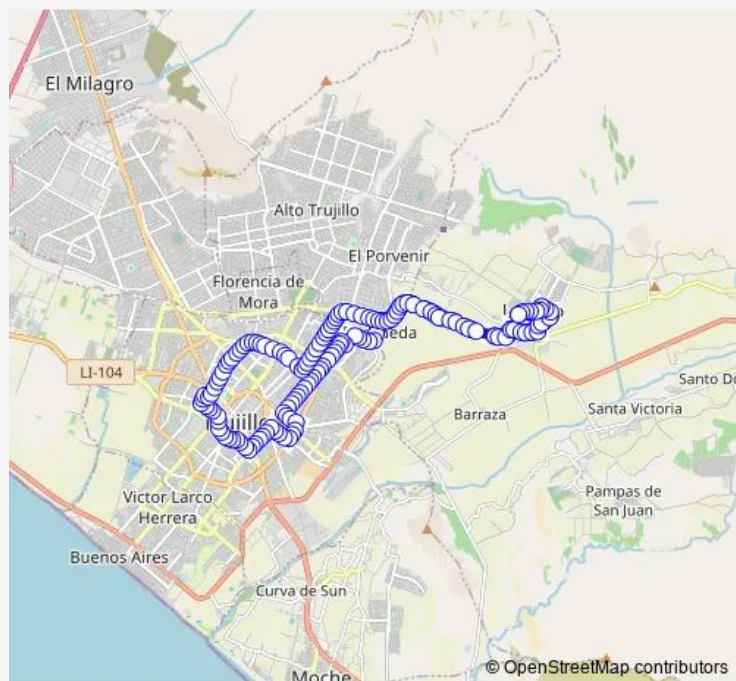 El Milagro
Alto Trujillo
El Porvenir
Florencia de
Mora
LI-104
Barraza
Santa Victoria
Santo Do
Pampas de
San Juan
Victor Larco
Herrera
Buenos Aires
Curva de Sun
Moche
© OpenStreetMap contributors